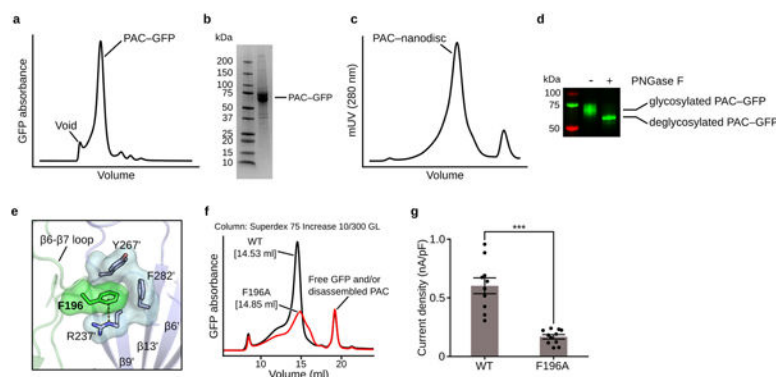 a
PAC–GFP
Void
GFP absorbance
Volume
b
kDa
200
150
100
75
50
37
25
20
15
10
PAC–GFP
c
PAC–nanodisc
mUV (280 nm)
Volume
d
kDa
- + PNGase F
100
75
50
glycosylated PAC–GFP
deglycosylated PAC–GFP
e
β6-β7 loop
Y267'
F282'
F196
R237'
β6'
β13'
β9'
f
Column: Superdex 75 Increase 10/300 GL
WT
[14.53 ml]
F196A
[14.85 ml]
Free GFP and/or
disassembled PAC
GFP absorbance
10 15 20
Volume (ml)
g
***
Current density (nA/pF)
1.0
0.5
0
WT F196A